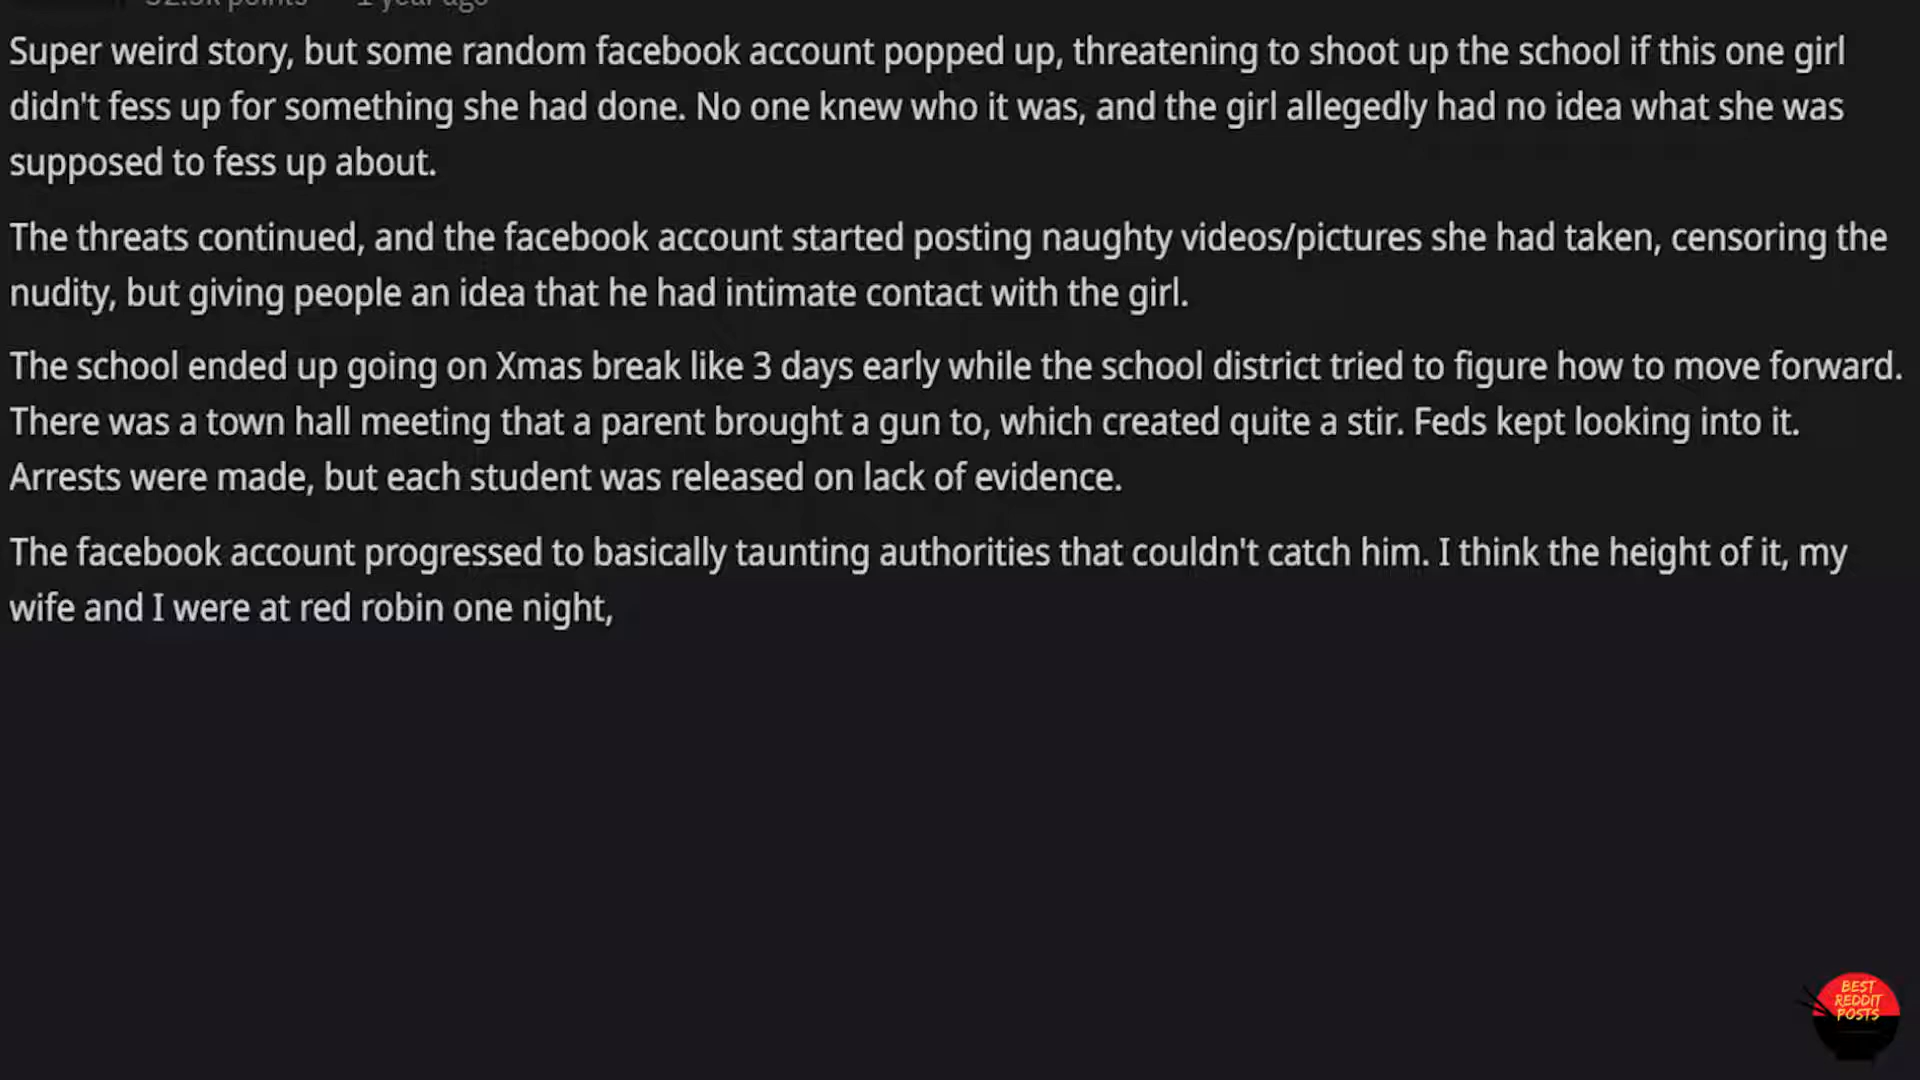 52.5k points 1 year ago
Super weird story, but some random facebook account popped up, threatening to shoot up the school if this one girl
didn't fess up for something she had done. No one knew who it was, and the girl allegedly had no idea what she was
supposed to fess up about.
The threats continued, and the facebook account started posting naughty videos/pictures she had taken, censoring the
nudity, but giving people an idea that he had intimate contact with the girl.
The school ended up going on Xmas break like 3 days early while the school district tried to figure how to move forward.
There was a town hall meeting that a parent brought a gun to, which created quite a stir. Feds kept looking into it.
Arrests were made, but each student was released on lack of evidence.
The facebook account progressed to basically taunting authorities that couldn't catch him. I think the height of it, my
wife and I were at red robin one night,
BEST
REDDIT
POSTS